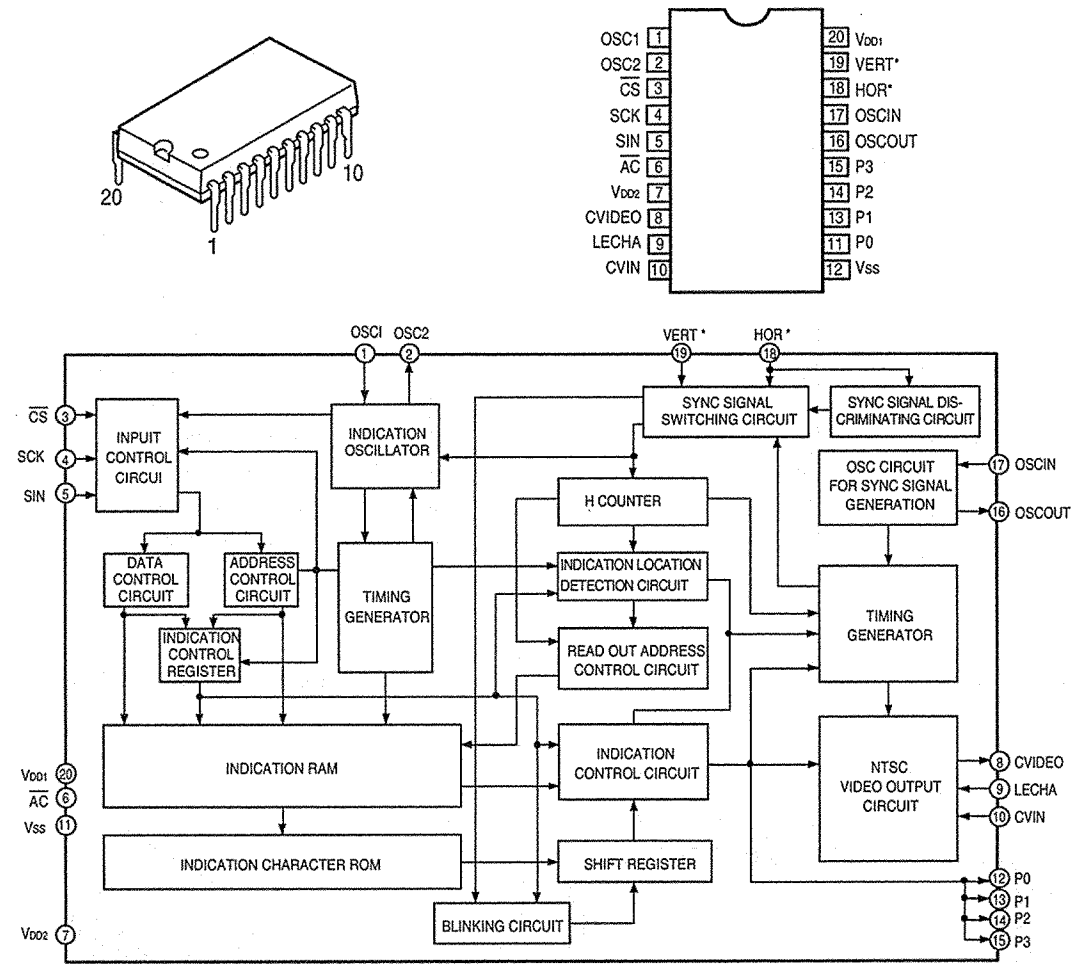 20
10
1
OSC1 1
OSC2 2
CS 3
SCK 4
SIN 5
AC 6
VDD2 7
CVIDEO 8
LECHA 9
CVIN 10
20 VDD1
19 VERT*
18 HOR*
17 OSCIN
16 OSCOUT
15 P3
14 P2
13 P1
11 P0
12 VSS
OSCI OSC2
1 2
VERT * HOR *
19 18
CS 3
SCK 4
SIN 5
INPUIT
CONTROL
CIRCUI
INDICATION
OSCILLATOR
SYNC SIGNAL
SWITCHING CIRCUIT
SYNC SIGNAL DIS-
CRIMINATING CIRCUIT
OSC CIRCUIT
FOR SYNC SIGNAL
GENERATION
17 OSCIN
16 OSCOUT
H COUNTER
DATA
CONTROL
CIRCUIT
ADDRESS
CONTROL
CIRCUIT
TIMING
GENERATOR
INDICATION LOCATION
DETECTION CIRCUIT
TIMING
GENERATOR
INDICATION
CONTROL
REGISTER
READ OUT ADDRESS
CONTROL CIRCUIT
INDICATION RAM
INDICATION
CONTROL CIRCUIT
NTSC
VIDEO OUTPUT
CIRCUIT
VDD1 20
AC 6
VSS 11
8 CVIDEO
9 LECHA
10 CVIN
INDICATION CHARACTER ROM
SHIFT REGISTER
BLINKING CIRCUIT
VDD2 7
12 P0
13 P1
14 P2
15 P3